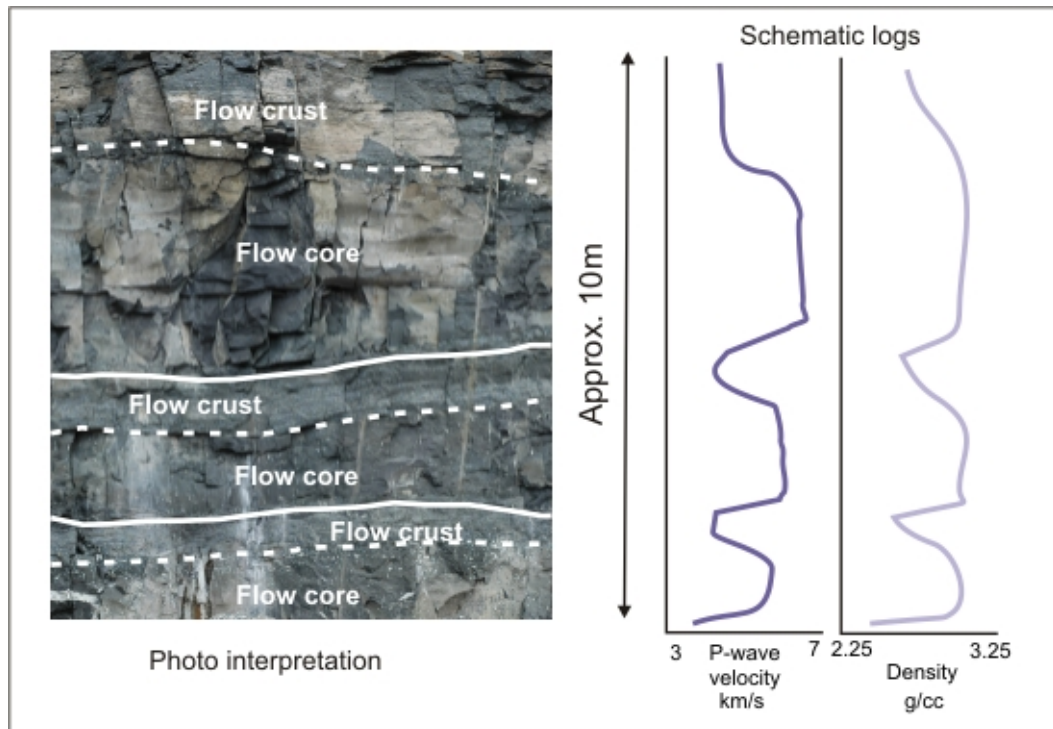 Schematic logs
Flow crust
Flow core
Flow crust
Flow core
Flow crust
Flow core
Photo interpretation
Approx. 10m
3
7
P-wave
velocity
km/s
2.25
3.25
Density
g/cc